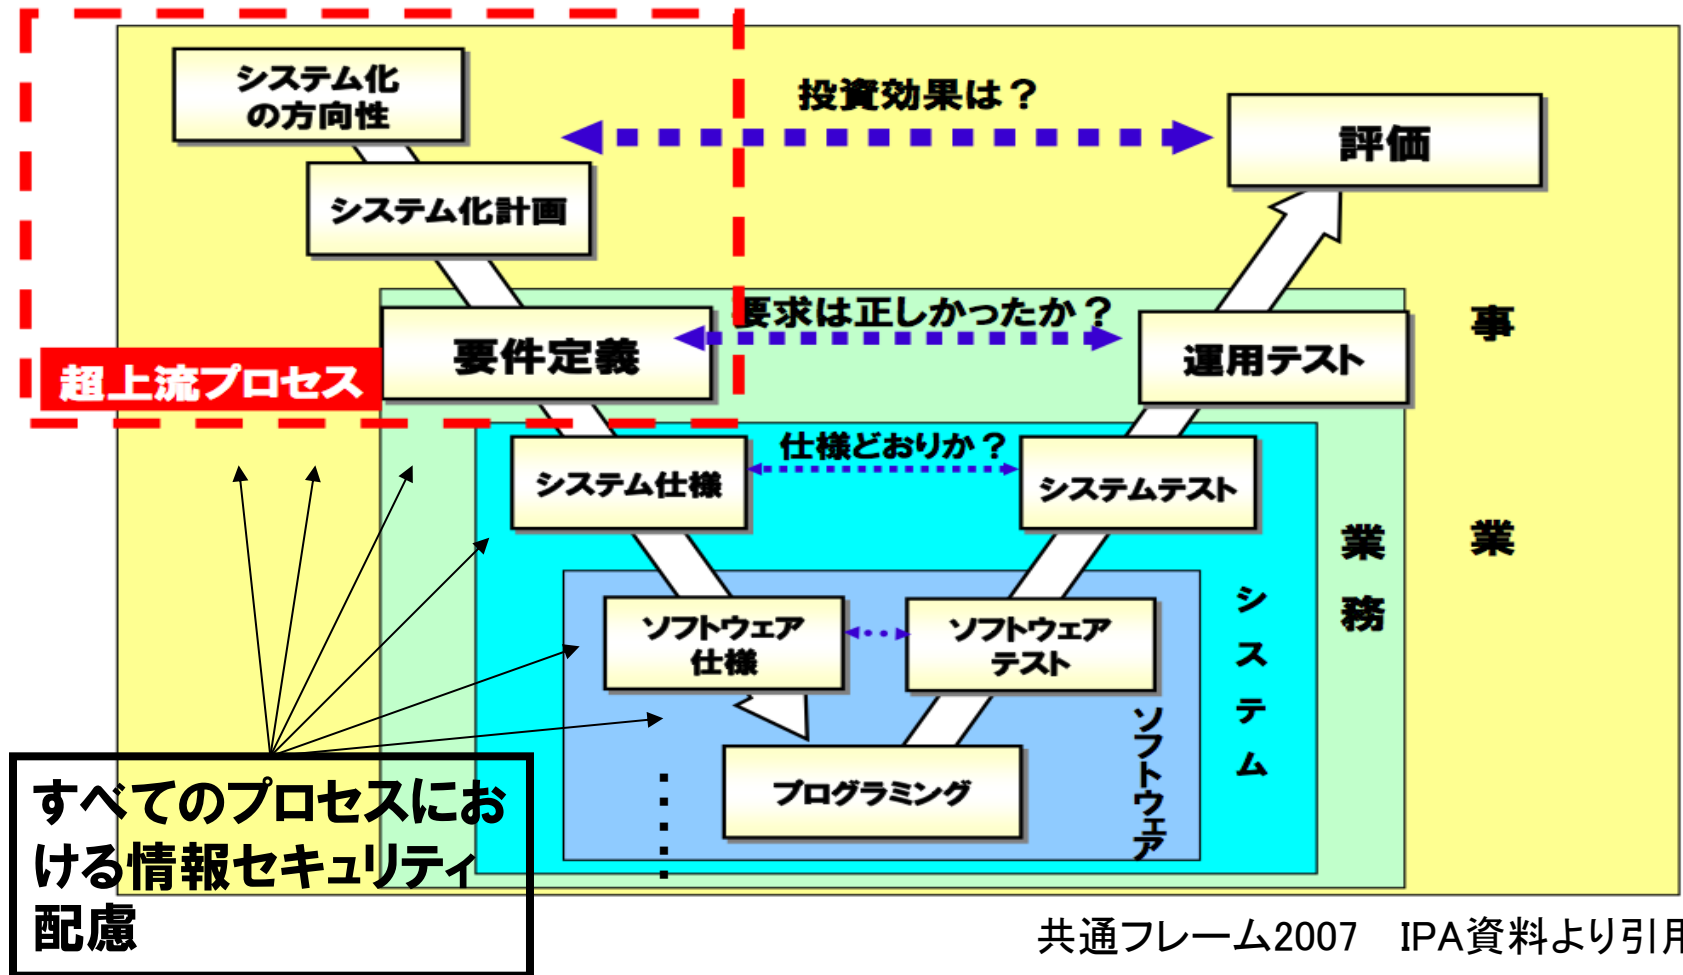 システム化
の方向性
投資効果は？
評価
システム化計画
要求は正しかったか？
事業
要件定義
運用テスト
超上流プロセス
仕様どおりか？
システム仕様
システムテスト
業務
システム
ソフトウェア
仕様
ソフトウェア
テスト
ソフトウェア
プログラミング
すべてのプロセスにお
ける情報セキュリティ
配慮
共通フレーム2007　IPA資料より引用